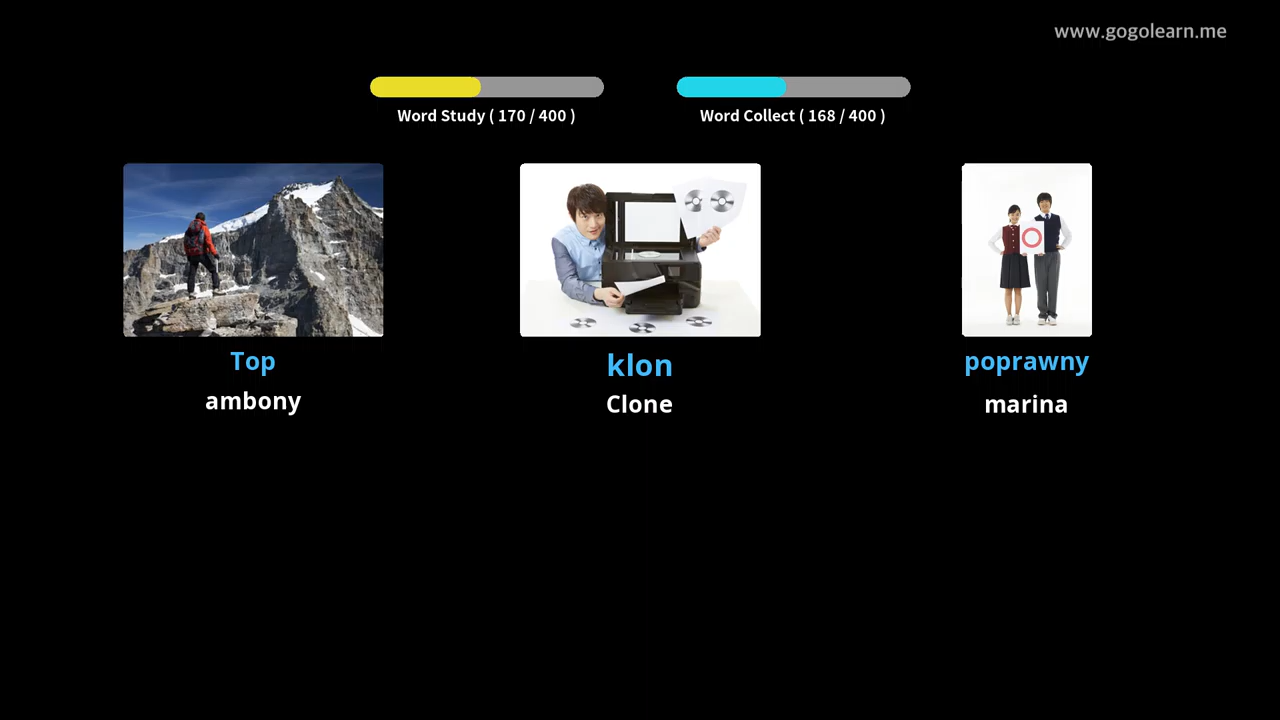 www.gogolearn.me
Word Study ( 170 / 400 )
Word Collect ( 168 / 400 )
Top
ambony
klon
Clone
poprawny
marina